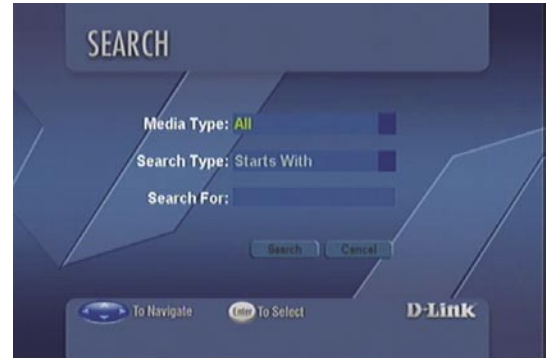 SEARCH
Media Type: All
Search Type: Starts With
Search For:
Search Cancel
To Navigate Enter To Select D-Link